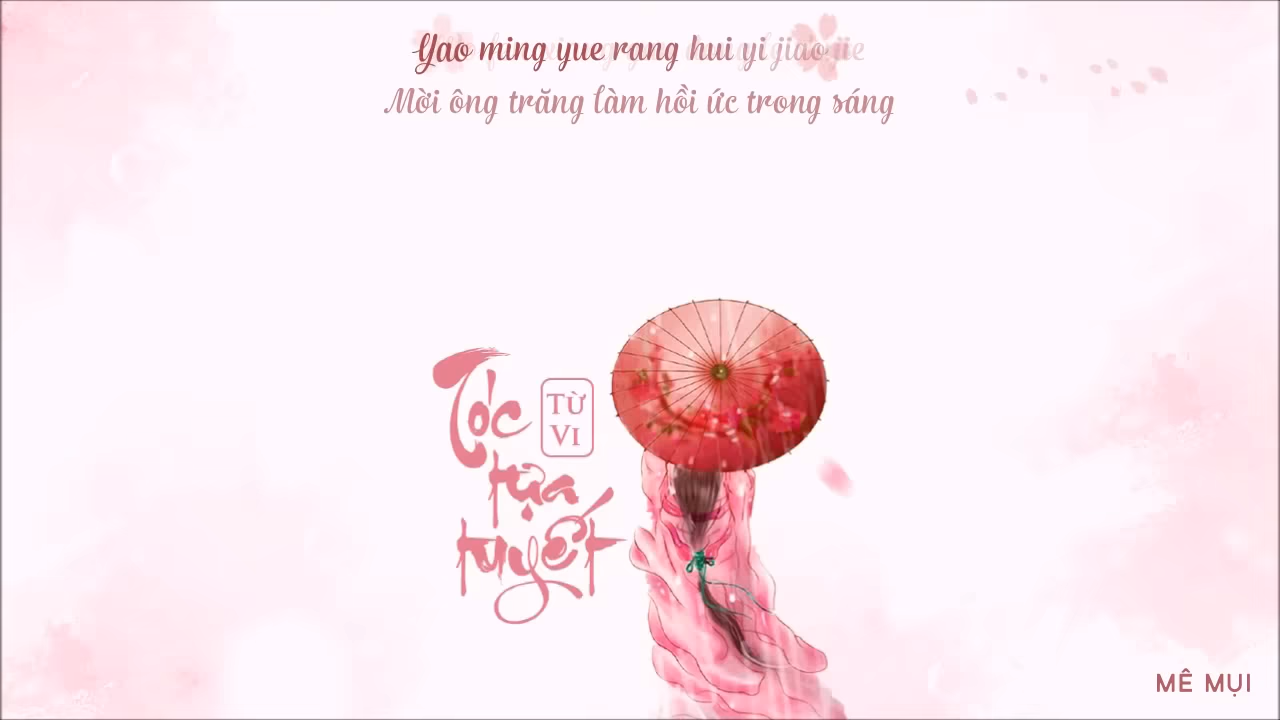 Yao ming yue rang hui yi jiao jie
Mời ông trăng làm hồi ức trong sáng
Tóc
TỪ
VI
tựa
tuyết
MÊ MỤI